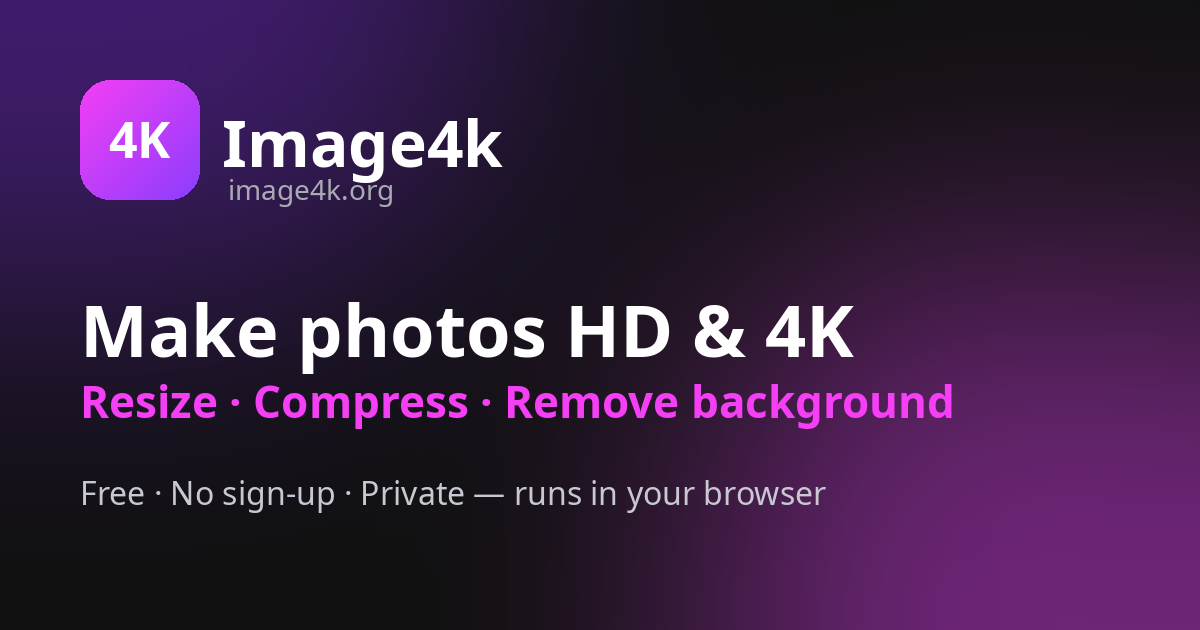 4K
Image4k
image4k.org
Make photos HD & 4K
Resize · Compress · Remove background
Free · No sign-up · Private — runs in your browser